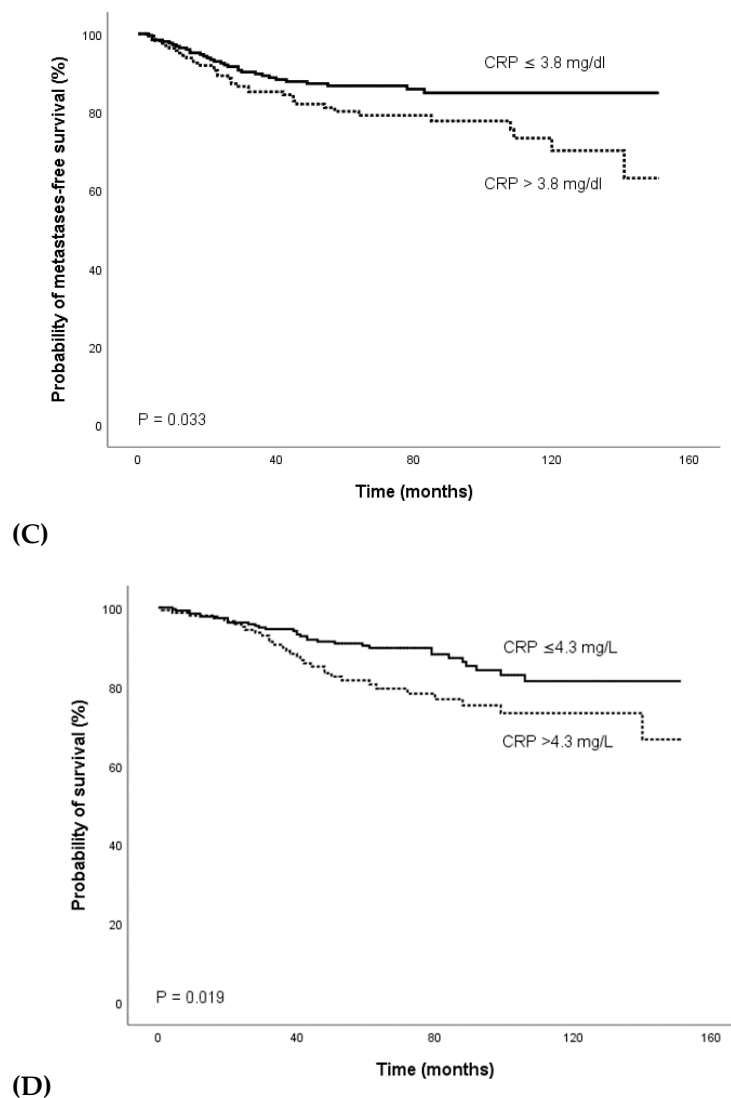 100
80
60
40
20
0
Probability of metastases-free survival (%)
CRP ≤ 3.8 mg/dl
CRP > 3.8 mg/dl
P = 0.033
0 40 80 120 160
Time (months)
(C)
100
80
60
40
20
0
Probability of survival (%)
CRP ≤4.3 mg/L
CRP >4.3 mg/L
P = 0.019
0 40 80 120 160
Time (months)
(D)